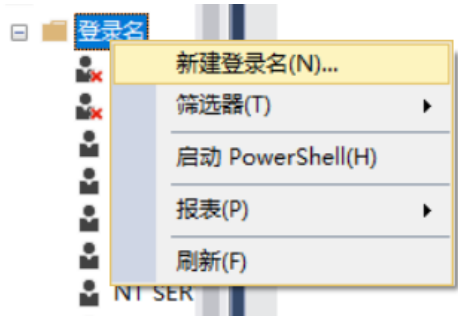 登录名
新建登录名(N)...
筛选器(T)
启动 PowerShell(H)
报表(P)
刷新(F)
NT SER